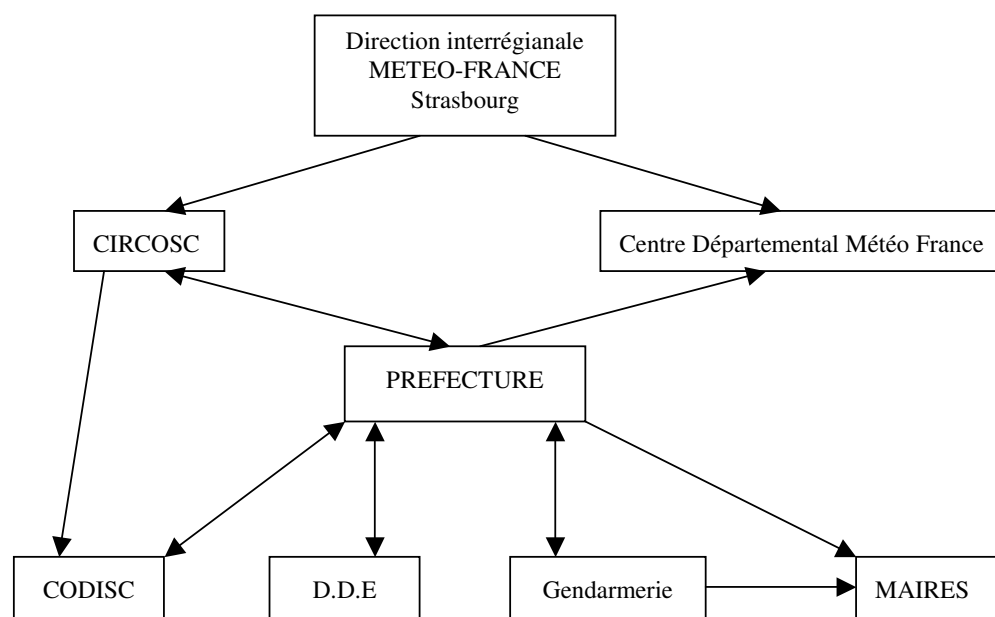 Direction interrégianale
METEO-FRANCE
Strasbourg
CIRCOSC
Centre Départemental Météo France
PREFECTURE
CODISC
D.D.E
Gendarmerie
MAIRES